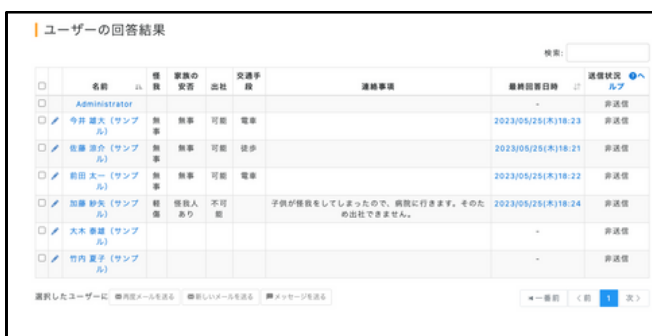 ユーザーの回答結果
検索:
名前 怪我 家族の安否 出社 交通手段 連絡事項 最終回答日時 送信状況 ?ヘルプ
Administrator - 非送信
今井 雄大（サンプル） 無事 無事 可能 電車 2023/05/25(木)18:23 非送信
佐藤 涼介（サンプル） 無事 無事 可能 徒歩 2023/05/25(木)18:21 非送信
前田 太一（サンプル） 無事 無事 可能 電車 2023/05/25(木)18:22 非送信
加藤 紗矢（サンプル） 軽傷 怪我人あり 不可能 子供が怪我をしてしまったので、病院に行きます。そのため出社できません。 2023/05/25(木)18:24 非送信
大木 泰雄（サンプル） - 非送信
竹内 夏子（サンプル） - 非送信
選択したユーザーに 再度メールを送る 新しいメールを送る メッセージを送る
一番前 前 1 次